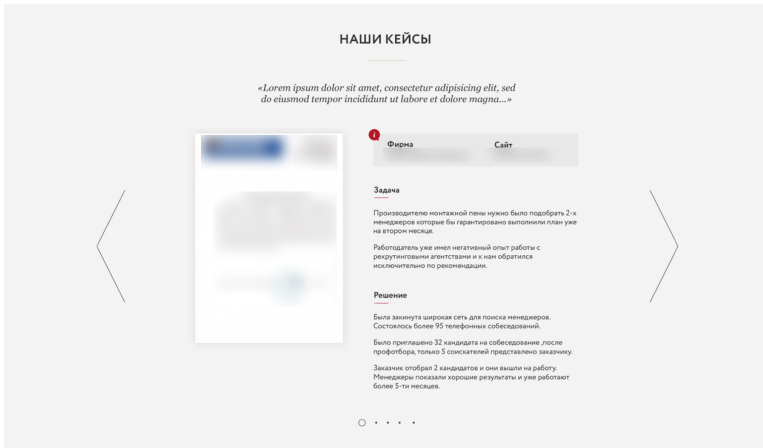 НАШИ КЕЙСЫ
«Lorem ipsum dolor sit amet, consectetur adipisicing elit, sed
do eiusmod tempor incididunt ut labore et dolore magna...»
i
Фирма
Сайт
Задача
Производителю монтажной пены нужно было подобрать 2-х
менеджеров которые бы гарантировано выполнили план уже
на втором месяце.
Работодатель уже имел негативный опыт работы с
рекрутинговыми агентствами и к нам обратился
исключительно по рекомендации.
Решение
Была закинута широкая сеть для поиска менеджеров.
Состоялось более 95 телефонных собеседований.
Было приглашено 32 кандидата на собеседование ,после
профотбора, только 5 соискателей представлено заказчику.
Заказчик отобрал 2 кандидатов и они вышли на работу.
Менеджеры показали хорошие результаты и уже работают
более 5-ти месяцев.